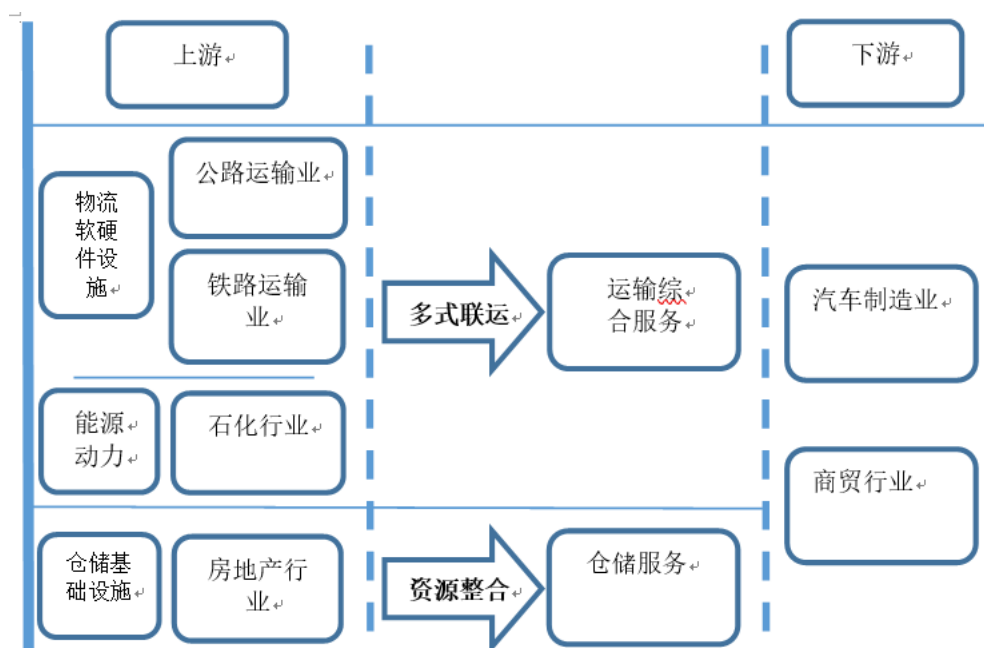 上游
下游
物流
软硬
件设
施
公路运输业
铁路运输
业
多式联运
运输综
合服务
汽车制造业
能源
动力
石化行业
商贸行业
仓储基
础设施
房地产行
业
资源整合
仓储服务